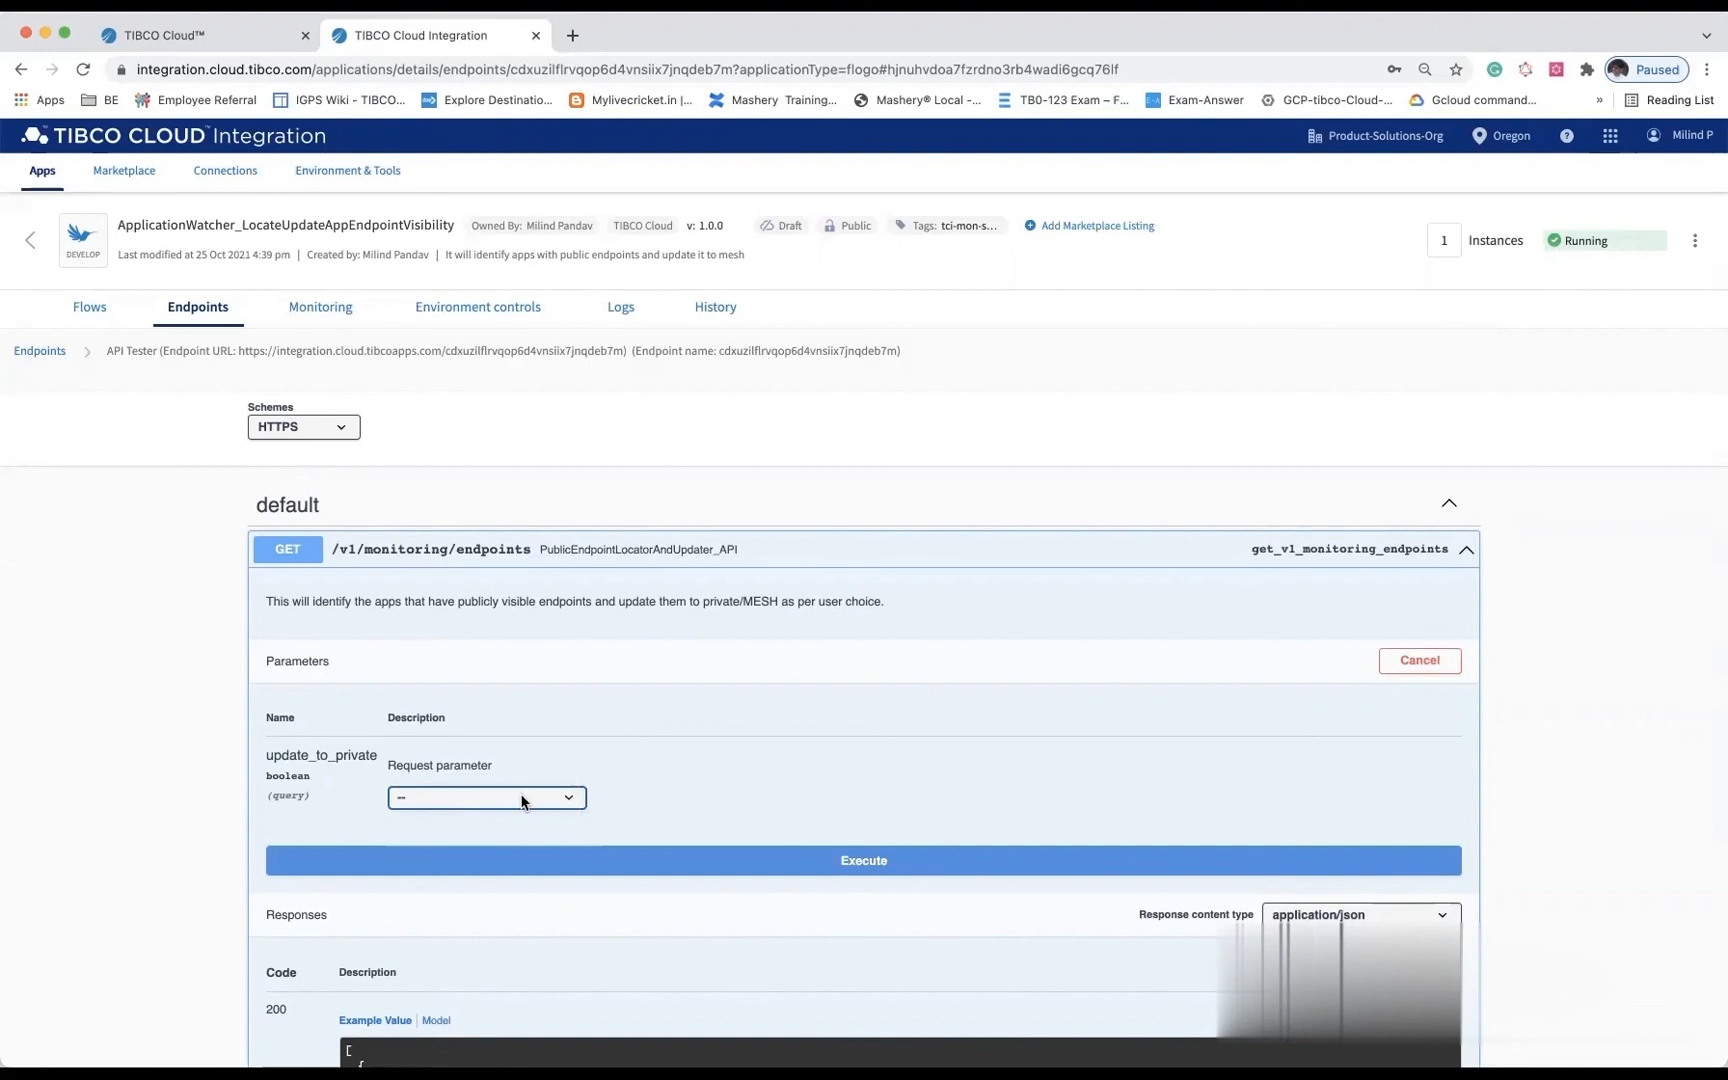 TIBCO Cloud™
TIBCO Cloud Integration
integration.cloud.tibco.com/applications/details/endpoints/cdxuzilflrvqop6d4vnsiix7jnqdeb7m?applicationType=flogo#hjnuhvdoa7fzrdno3rb4wadi6gcq76lf
Paused
Apps
BE
Employee Referral
IGPS Wiki - TIBCO...
Explore Destinatio...
Mylivecricket.in |...
Mashery Training...
Mashery® Local -...
TB0-123 Exam – F...
Exam-Answer
GCP-tibco-Cloud-...
Gcloud command...
»
Reading List
TIBCO CLOUD™ Integration
Product-Solutions-Org
Oregon
Milind P
Apps
Marketplace
Connections
Environment & Tools
DEVELOP
ApplicationWatcher_LocateUpdateAppEndpointVisibility
Owned By: Milind Pandav
TIBCO Cloud
v: 1.0.0
Draft
Public
Tags: tci-mon-s...
Add Marketplace Listing
Last modified at 25 Oct 2021 4:39 pm | Created by: Milind Pandav | It will identify apps with public endpoints and update it to mesh
1 Instances
Running
Flows
Endpoints
Monitoring
Environment controls
Logs
History
Endpoints
API Tester (Endpoint URL: https://integration.cloud.tibcoapps.com/cdxuzilflrvqop6d4vnsiix7jnqdeb7m) (Endpoint name: cdxuzilflrvqop6d4vnsiix7jnqdeb7m)
Schemes
HTTPS
default
GET /v1/monitoring/endpoints PublicEndpointLocatorAndUpdater_API
get_v1_monitoring_endpoints
This will identify the apps that have publicly visible endpoints and update them to private/MESH as per user choice.
Parameters
Cancel
Name
Description
update_to_private
boolean
(query)
Request parameter
--
Execute
Responses
Response content type
application/json
Code
Description
200
Example Value | Model
[
{